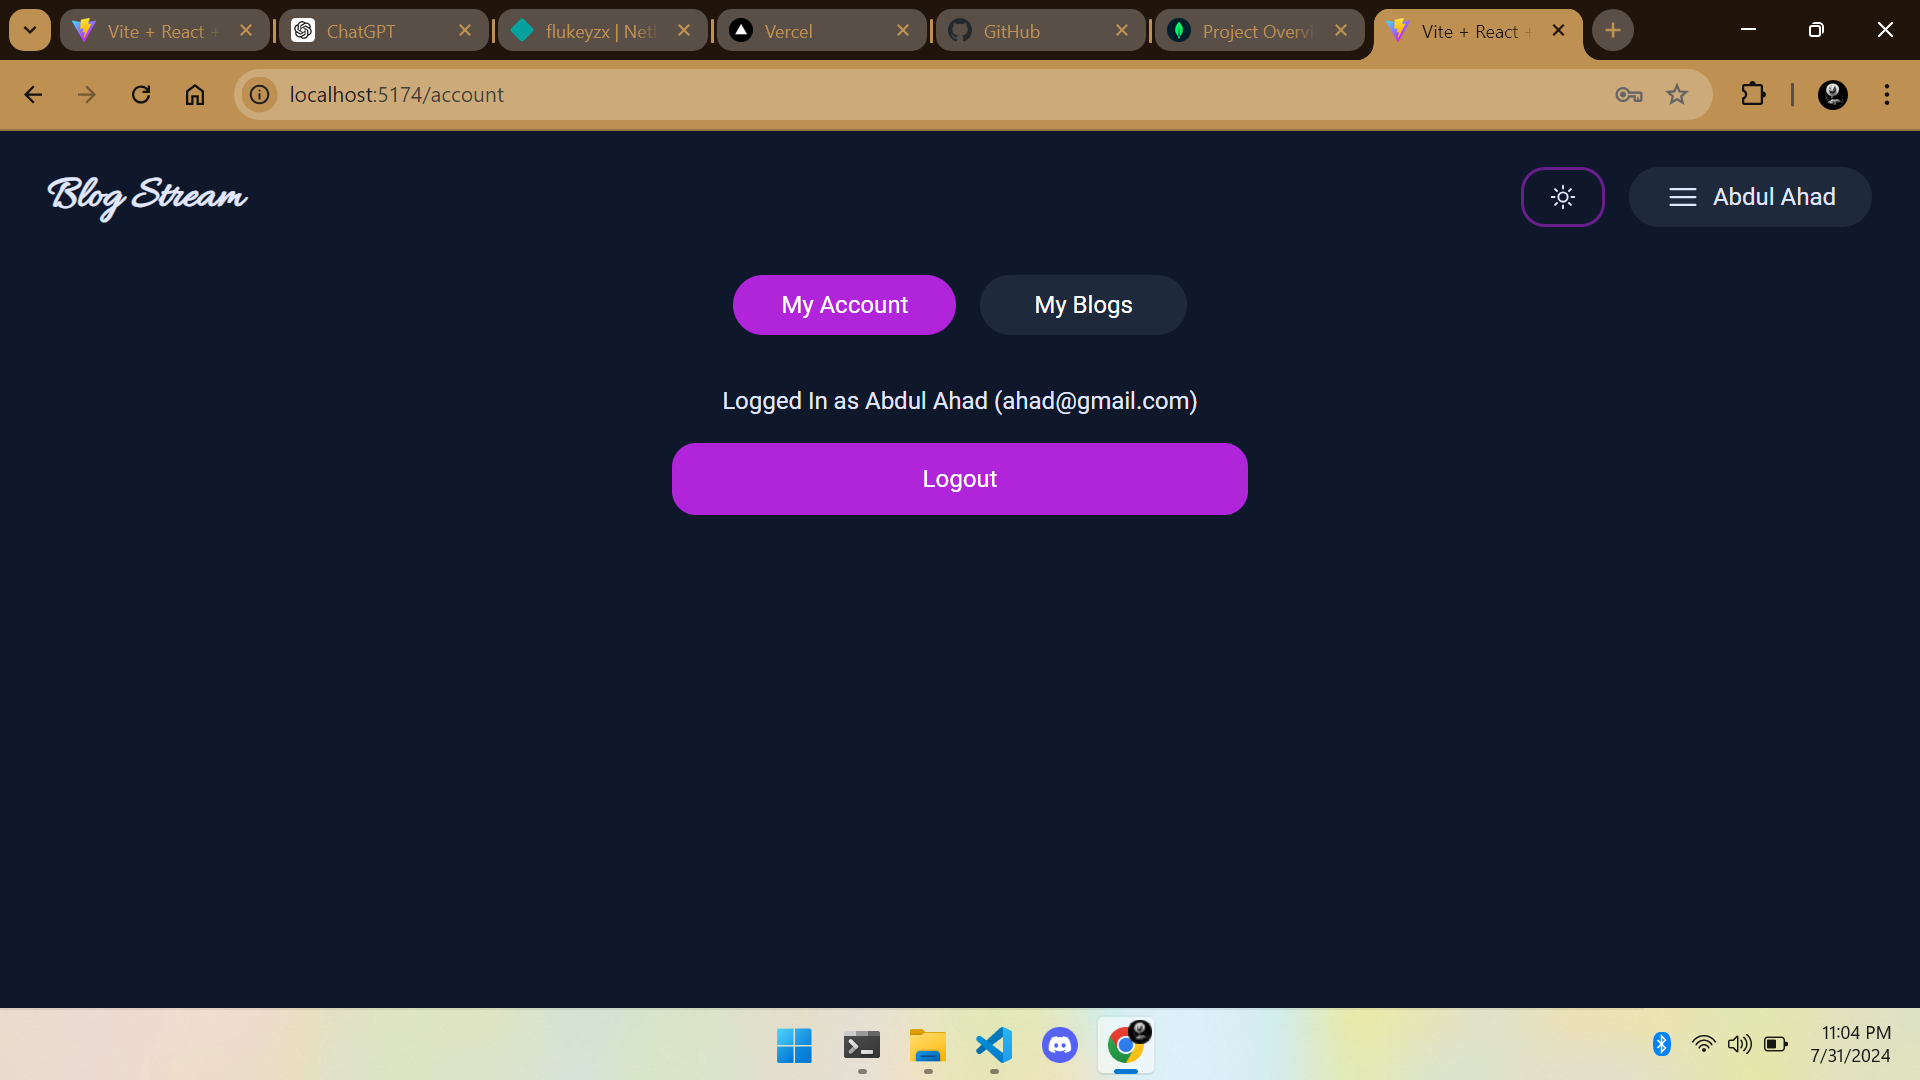 Vite + React +
ChatGPT
flukeyzx | Netl
Vercel
GitHub
Project Overvi
Vite + React +
localhost:5174/account
Blog Stream
Abdul Ahad
My Account
My Blogs
Logged In as Abdul Ahad (ahad@gmail.com)
Logout
11:04 PM
7/31/2024